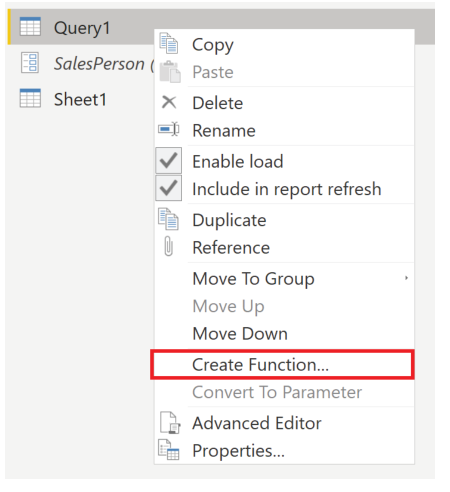 Query1
SalesPerson (
Sheet1
Copy
Paste
Delete
Rename
Enable load
Include in report refresh
Duplicate
Reference
Move To Group
Move Up
Move Down
Create Function...
Convert To Parameter
Advanced Editor
Properties...